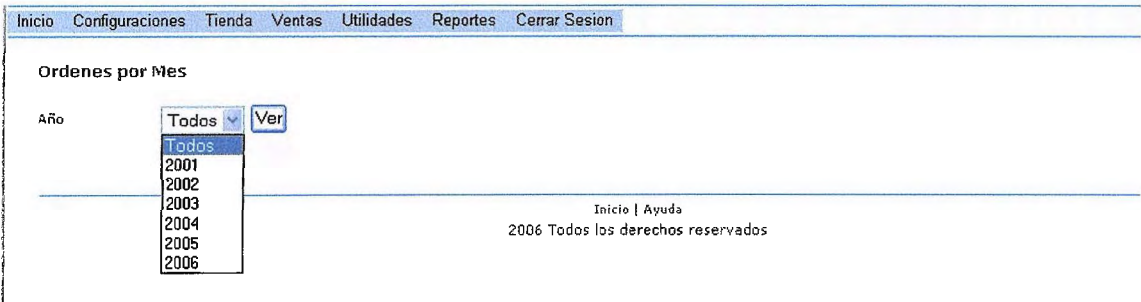 Inicio Configuraciones Tienda Ventas Utilidades Reportes Cerrar Sesion
Ordenes por Mes
Año Todos Ver
Todos
2001
2002
2003
2004
2005
2006
Inicio | Ayuda
2006 Todos los derechos reservados